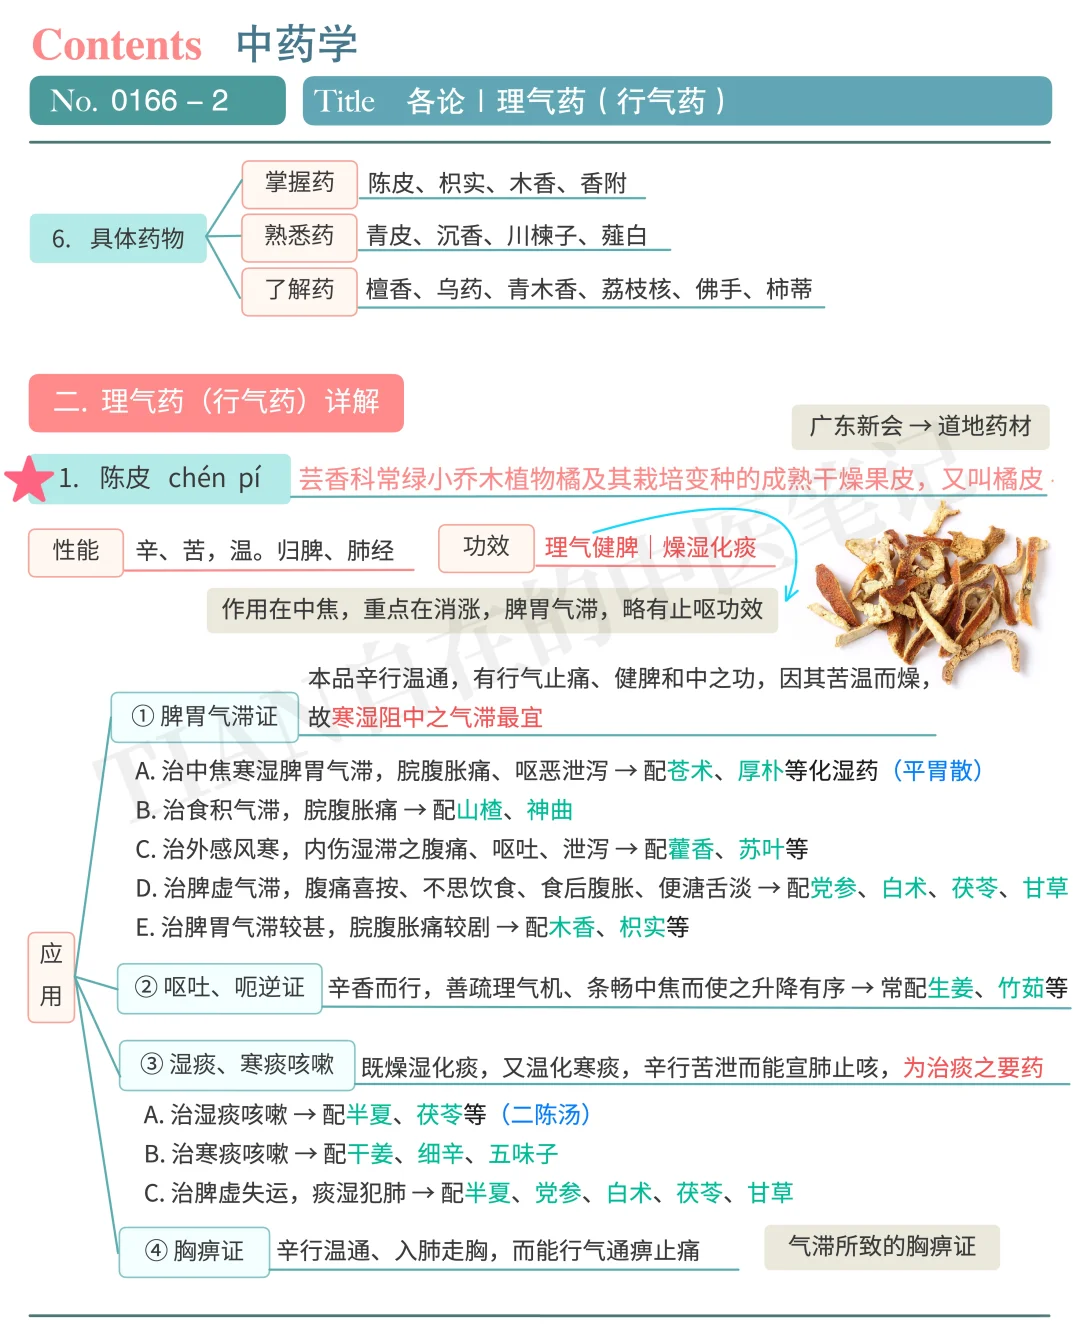 Contents 中药学
No. 0166 – 2
Title 各论｜理气药（行气药）
掌握药 陈皮、枳实、木香、香附
6. 具体药物
熟悉药 青皮、沉香、川楝子、薤白
了解药 檀香、乌药、青木香、荔枝核、佛手、柿蒂
二. 理气药（行气药）详解
广东新会 → 道地药材
1. 陈皮 chén pí 芸香科常绿小乔木植物橘及其栽培变种的成熟干燥果皮，又叫橘皮
性能 辛、苦，温。归脾、肺经
功效 理气健脾｜燥湿化痰
作用在中焦，重点在消涨，脾胃气滞，略有止呕功效
本品辛行温通，有行气止痛、健脾和中之功，因其苦温而燥，
① 脾胃气滞证 故寒湿阻中之气滞最宜
A. 治中焦寒湿脾胃气滞，脘腹胀痛、呕恶泄泻 → 配苍术、厚朴等化湿药（平胃散）
B. 治食积气滞，脘腹胀痛 → 配山楂、神曲
C. 治外感风寒，内伤湿滞之腹痛、呕吐、泄泻 → 配藿香、苏叶等
D. 治脾虚气滞，腹痛喜按、不思饮食、食后腹胀、便溏舌淡 → 配党参、白术、茯苓、甘草
E. 治脾胃气滞较甚，脘腹胀痛较剧 → 配木香、枳实等
应用
② 呕吐、呃逆证 辛香而行，善疏理气机、条畅中焦而使之升降有序 → 常配生姜、竹茹等
③ 湿痰、寒痰咳嗽 既燥湿化痰，又温化寒痰，辛行苦泄而能宣肺止咳，为治痰之要药
A. 治湿痰咳嗽 → 配半夏、茯苓等（二陈汤）
B. 治寒痰咳嗽 → 配干姜、细辛、五味子
C. 治脾虚失运，痰湿犯肺 → 配半夏、党参、白术、茯苓、甘草
④ 胸痹证 辛行温通、入肺走胸，而能行气通痹止痛
气滞所致的胸痹证
TIAN自在的中医笔记